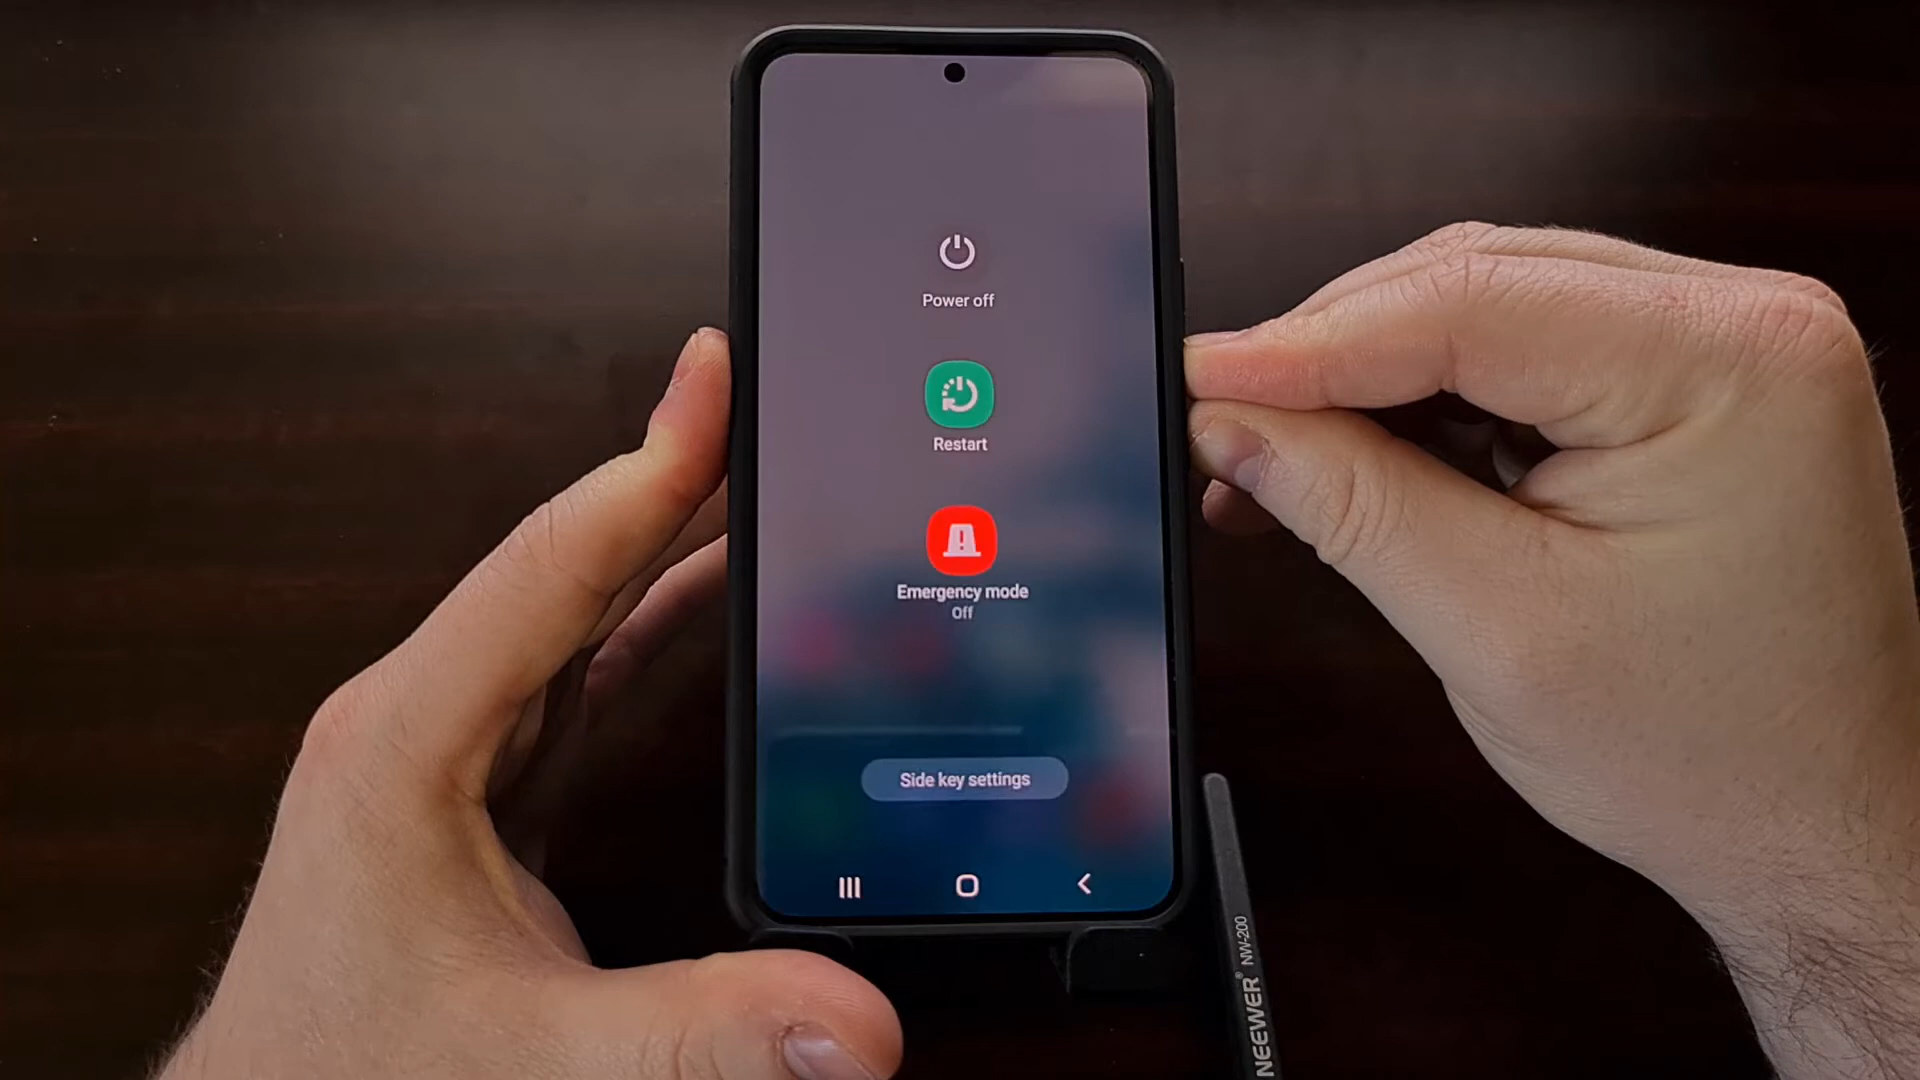 Power off
Restart
Emergency mode
Off
Side key settings
NEEWER® NW-200